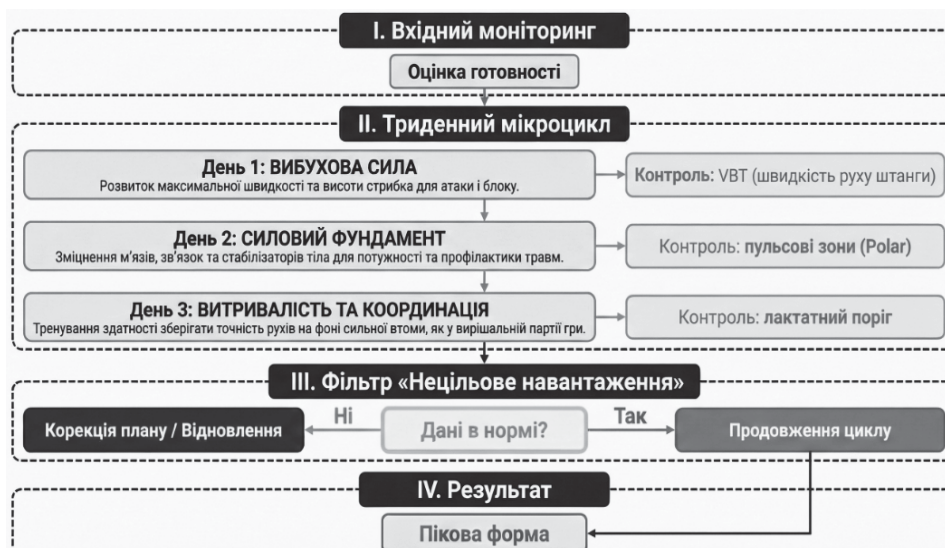 I. Вхідний моніторинг
Оцінка готовності
II. Триденний мікроцикл
День 1: ВИБУХОВА СИЛА
Розвиток максимальної швидкості та висоти стрибка для атаки і блоку.
Контроль: VBT (швидкість руху штанги)
День 2: СИЛОВИЙ ФУНДАМЕНТ
Зміцнення м'язів, зв'язок та стабілізаторів тіла для потужності та профілактики травм.
Контроль: пульсові зони (Polar)
День 3: ВИТРИВАЛІСТЬ ТА КООРДИНАЦІЯ
Тренування здатності зберігати точність рухів на фоні сильної втоми, як у вирішальній партії гри.
Контроль: лактатний поріг
III. Фільтр «Нецільове навантаження»
Корекція плану / Відновлення
Ні
Дані в нормі?
Так
Продовження циклу
IV. Результат
Пікова форма